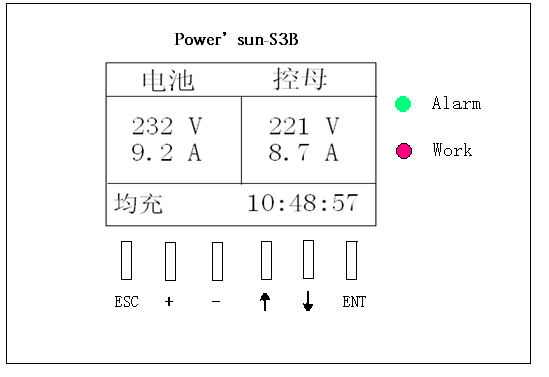 Power’sun-S3B
电池 控母
232 V 221 V
9.2 A 8.7 A
均充 10:48:57
Alarm
Work
ESC + - ↑ ↓ ENT